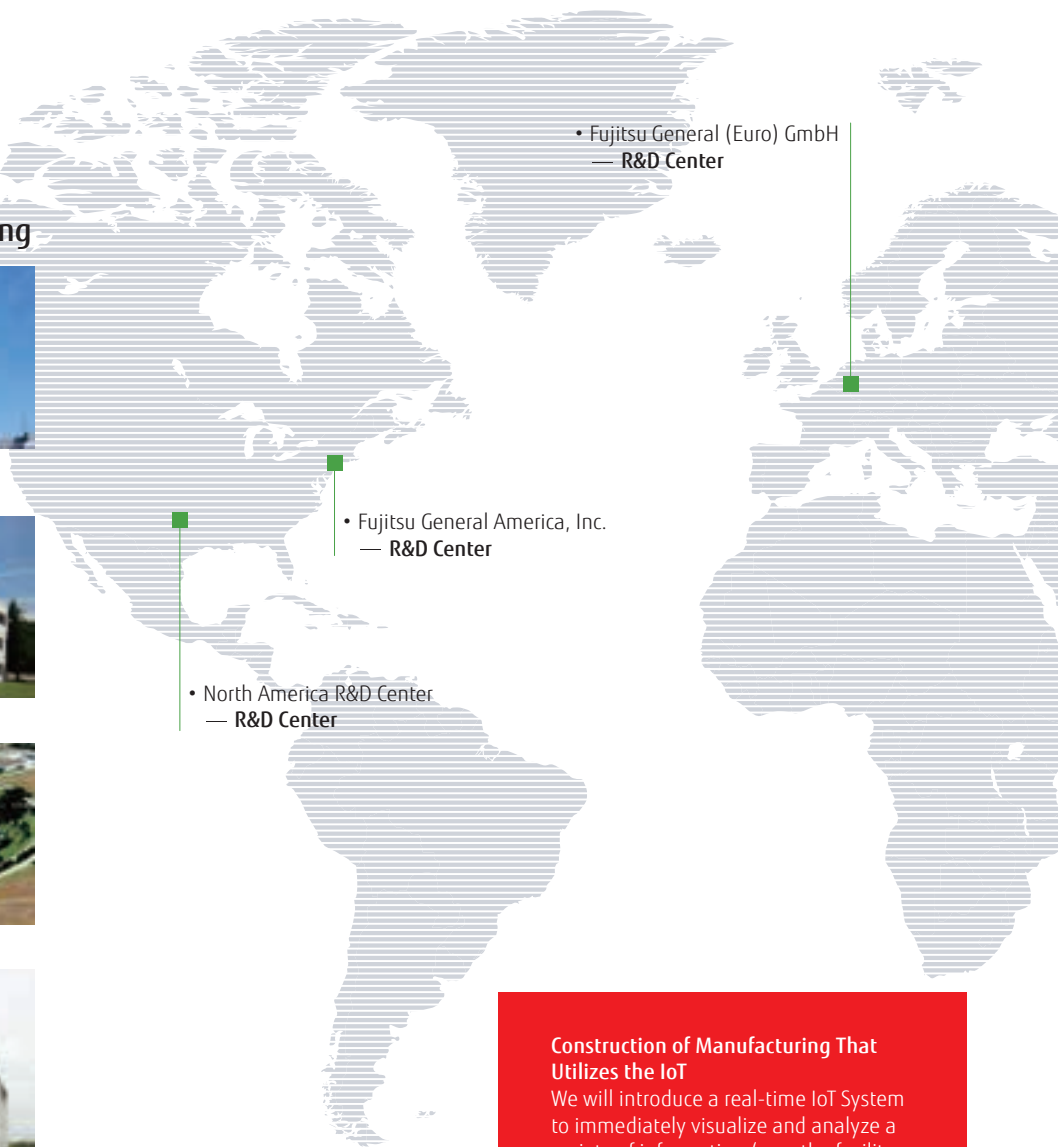 • Fujitsu General (Euro) GmbH
— R&D Center
ng
• Fujitsu General America, Inc.
— R&D Center
• North America R&D Center
— R&D Center
Construction of Manufacturing That
Utilizes the IoT
We will introduce a real-time IoT System
to immediately visualize and analyze a